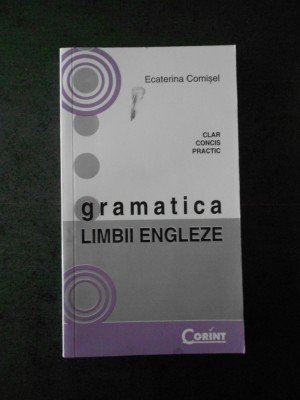 Ecaterina Comișel
CLAR
CONCIS
PRACTIC
gramatica
LIMBII ENGLEZE
CORINT